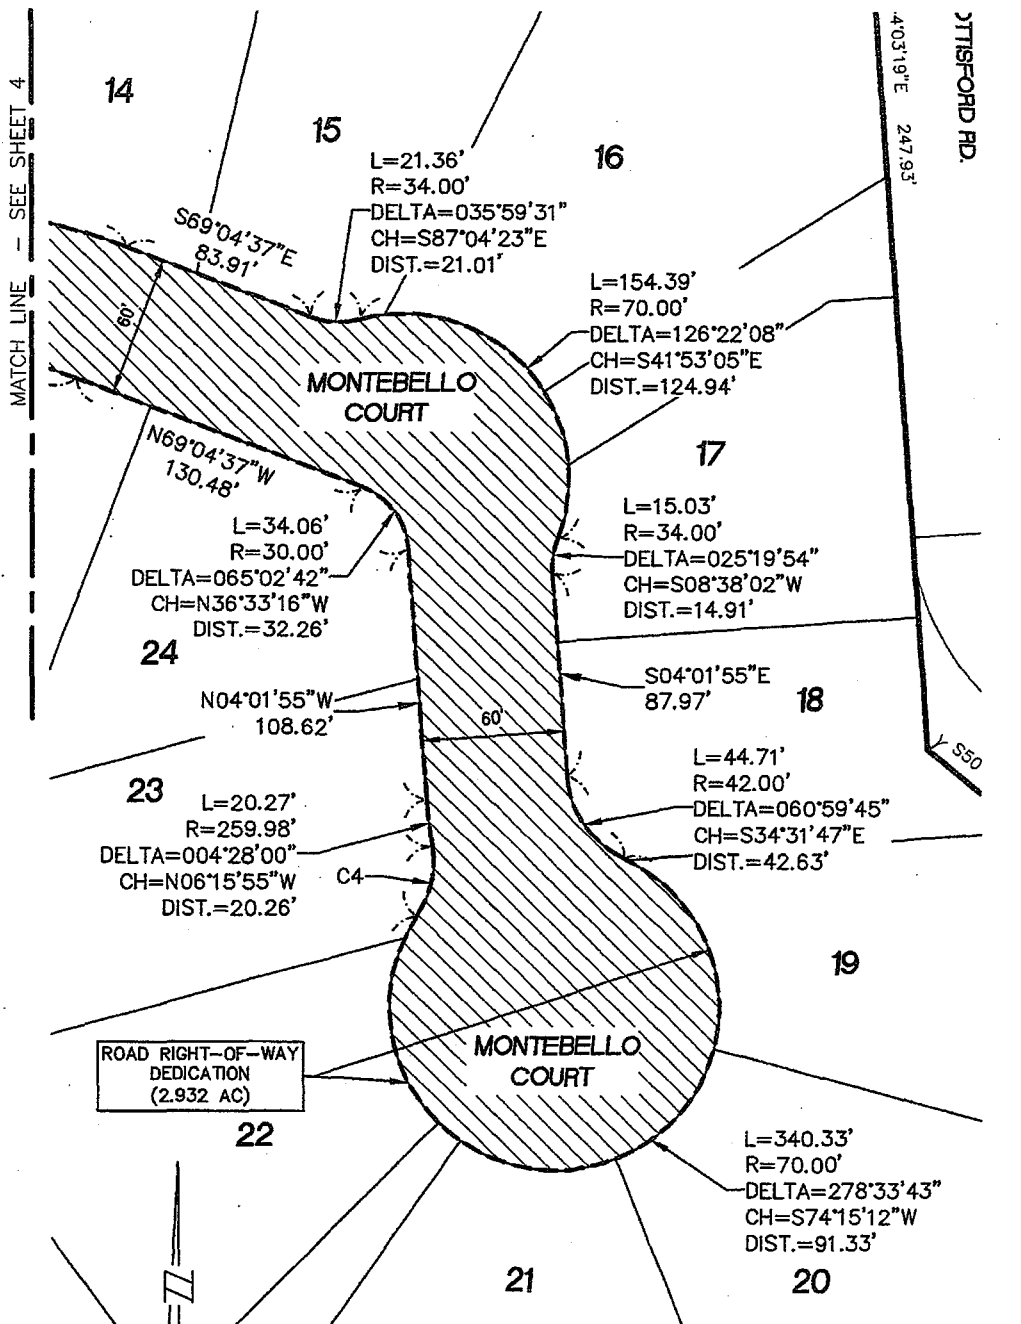 MATCH LINE - SEE SHEET 4
14
15
16
OTTISFORD RD.
4°03'19"E 247.93'
S69°04'37"E
83.91'
L=21.36'
R=34.00'
DELTA=035°59'31"
CH=S87°04'23"E
DIST.=21.01'
L=154.39'
R=70.00'
DELTA=126°22'08"
CH=S41°53'05"E
DIST.=124.94'
60'
MONTEBELLO
COURT
N69°04'37"W
130.48'
17
L=34.06'
R=30.00'
DELTA=065°02'42"
CH=N36°33'16"W
DIST.=32.26'
L=15.03'
R=34.00'
DELTA=025°19'54"
CH=S08°38'02"W
DIST.=14.91'
24
N04°01'55"W
108.62'
S04°01'55"E
87.97'
18
60'
S50
23
L=20.27'
R=259.98'
DELTA=004°28'00"
CH=N06°15'55"W
DIST.=20.26'
C4
L=44.71'
R=42.00'
DELTA=060°59'45"
CH=S34°31'47"E
DIST.=42.63'
19
ROAD RIGHT-OF-WAY
DEDICATION
(2.932 AC)
MONTEBELLO
COURT
22
L=340.33'
R=70.00'
DELTA=278°33'43"
CH=S74°15'12"W
DIST.=91.33'
21
20
N